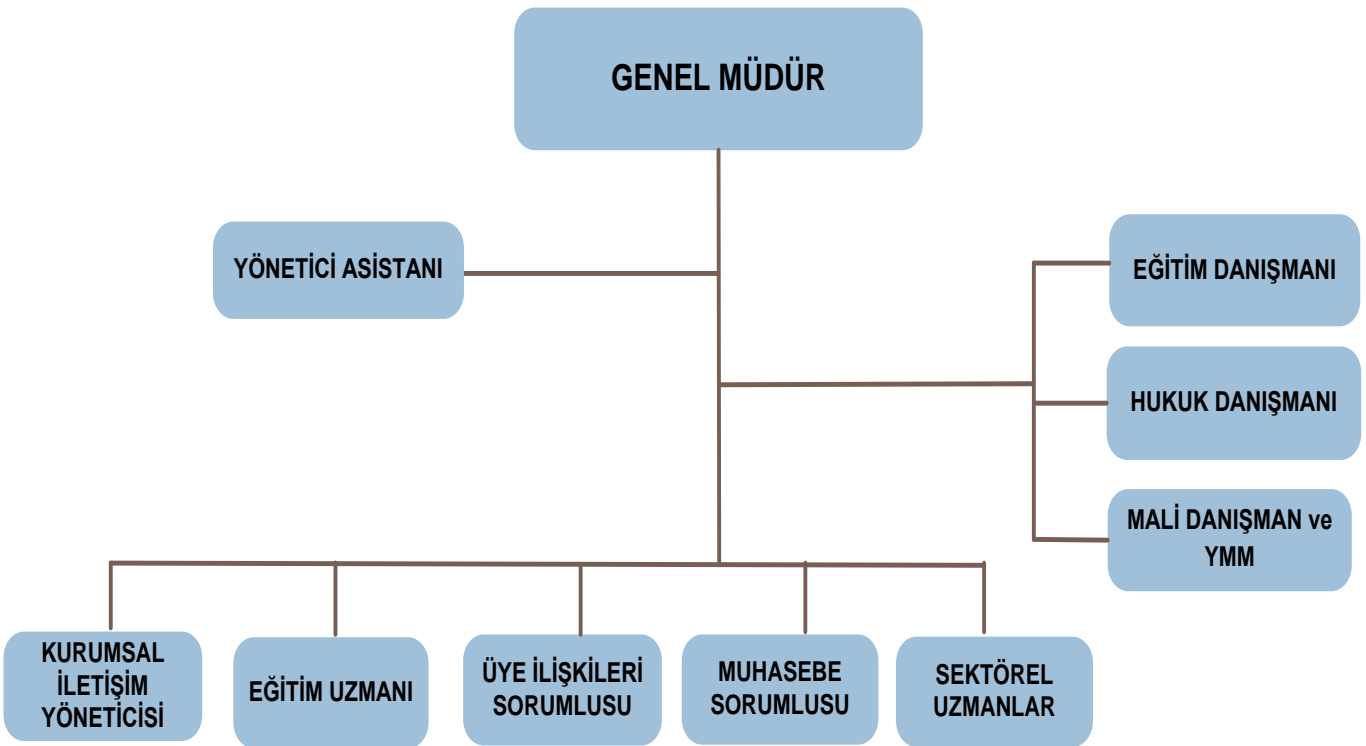 GENEL MÜDÜR
YÖNETİCİ ASİSTANI
EĞİTİM DANIŞMANI
HUKUK DANIŞMANI
MALİ DANIŞMAN ve
YMM
KURUMSAL
İLETİŞİM
YÖNETİCİSİ
EĞİTİM UZMANI
ÜYE İLİŞKİLERİ
SORUMLUSU
MUHASEBE
SORUMLUSU
SEKTÖREL
UZMANLAR